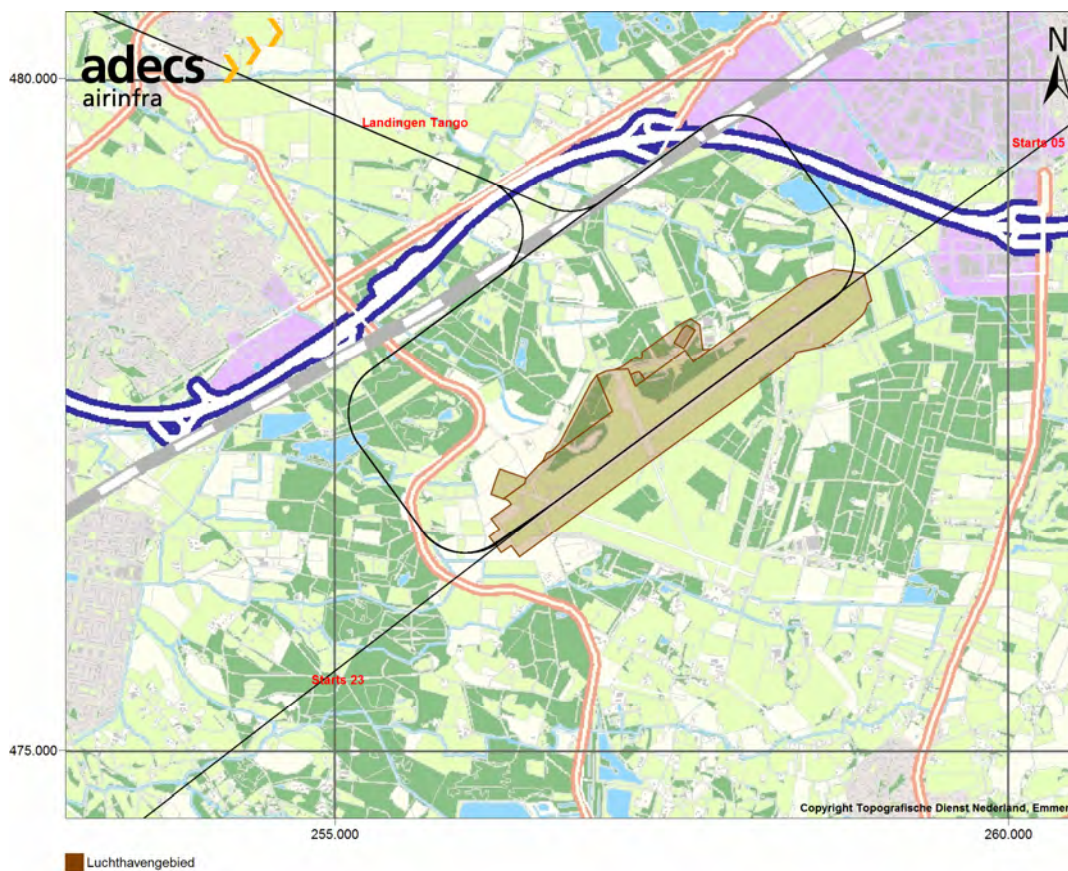 adecs
airinfra
N
480.000
Landingen Tango
Starts 05
Starts 23
475.000
Copyright Topografische Dienst Nederland, Emmen
255.000
260.000
Luchthavengebied